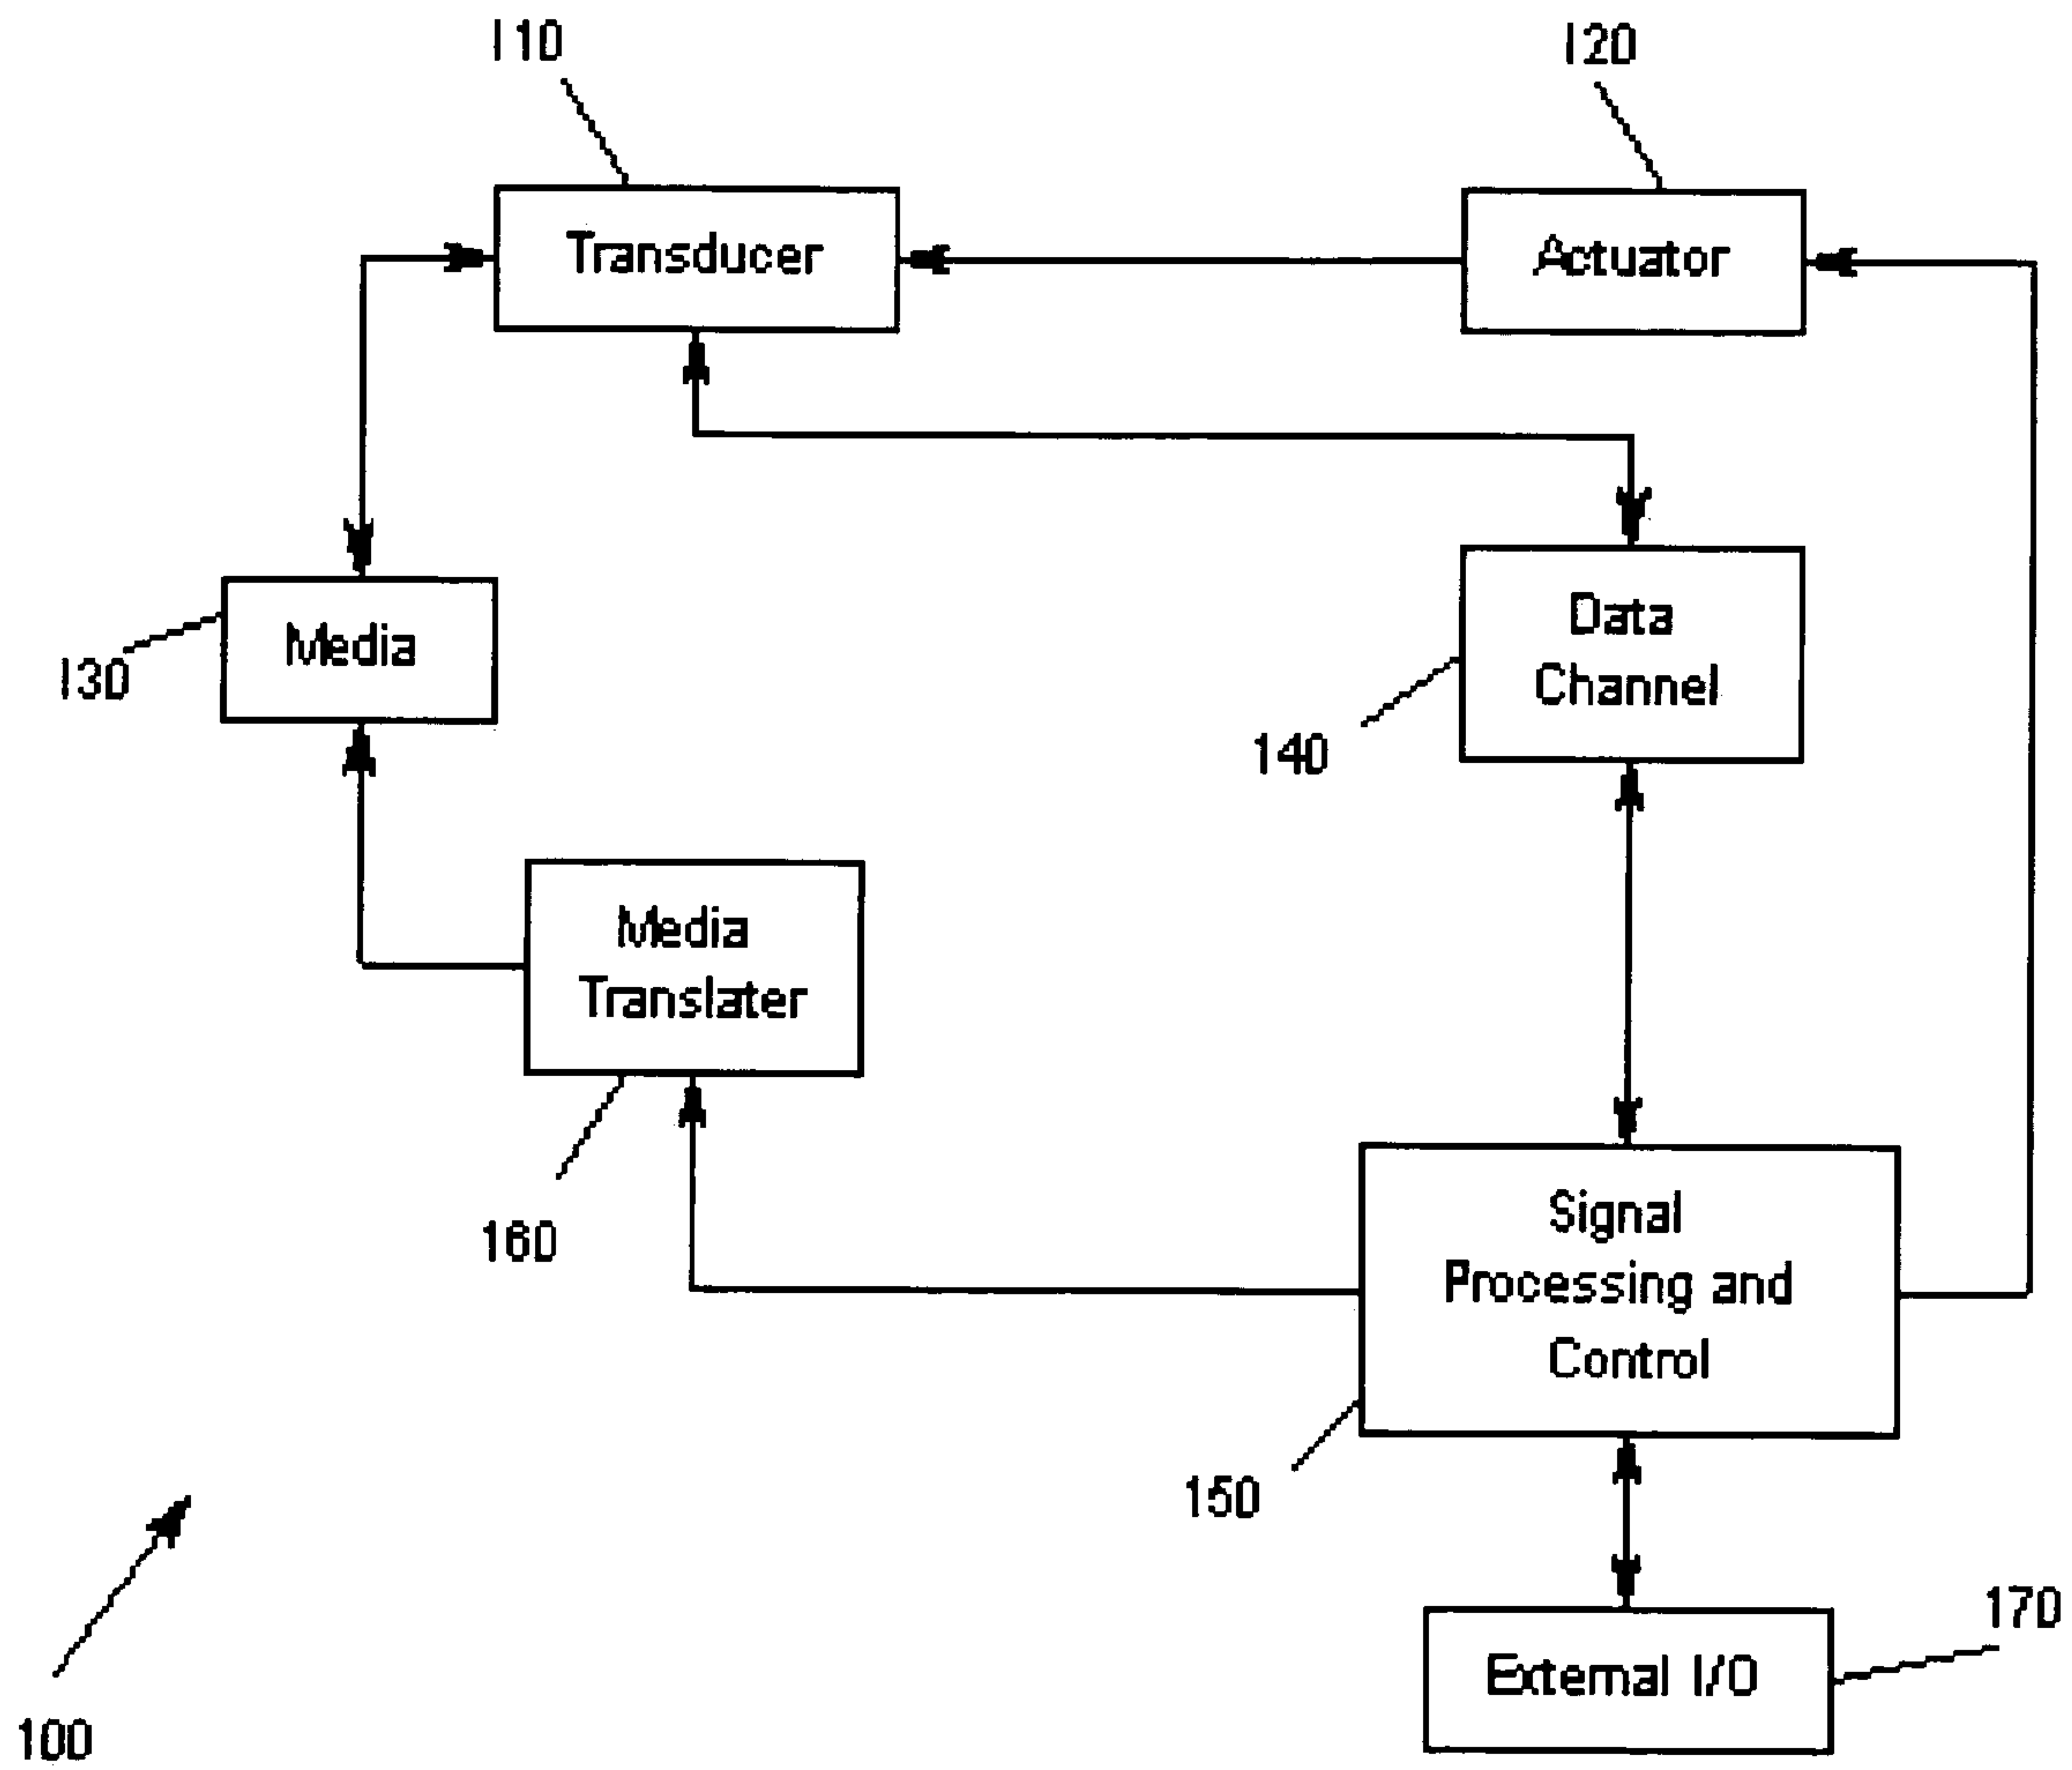 110
120
Transducer
Actuator
Data
Channel
Media
130
140
Media
Translater
160
Signal
Processing and
Control
150
170
External I/O
100